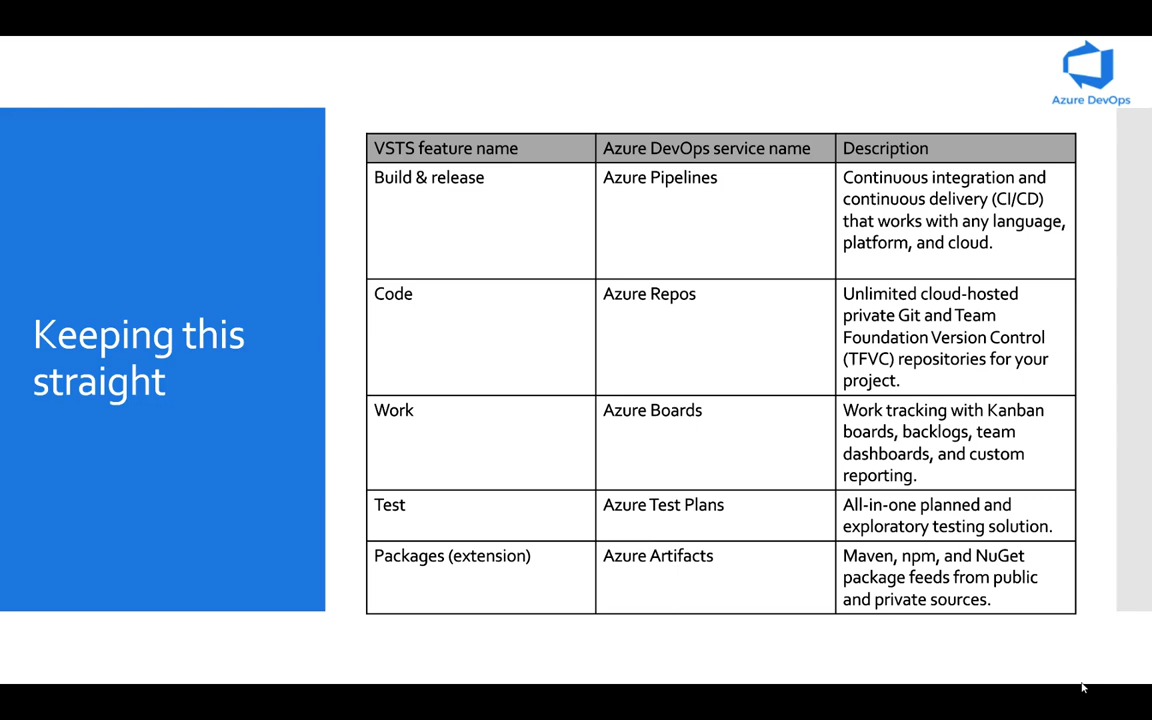 Azure DevOps
Keeping this
straight
VSTS feature name
Azure DevOps service name
Description
Build & release
Azure Pipelines
Continuous integration and
continuous delivery (CI/CD)
that works with any language,
platform, and cloud.
Code
Azure Repos
Unlimited cloud-hosted
private Git and Team
Foundation Version Control
(TFVC) repositories for your
project.
Work
Azure Boards
Work tracking with Kanban
boards, backlogs, team
dashboards, and custom
reporting.
Test
Azure Test Plans
All-in-one planned and
exploratory testing solution.
Packages (extension)
Azure Artifacts
Maven, npm, and NuGet
package feeds from public
and private sources.